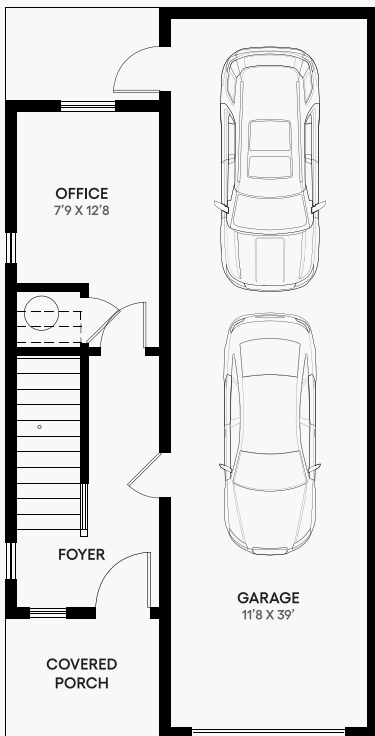 OFFICE
7'9 X 12'8
FOYER
GARAGE
11'8 X 39'
COVERED
PORCH